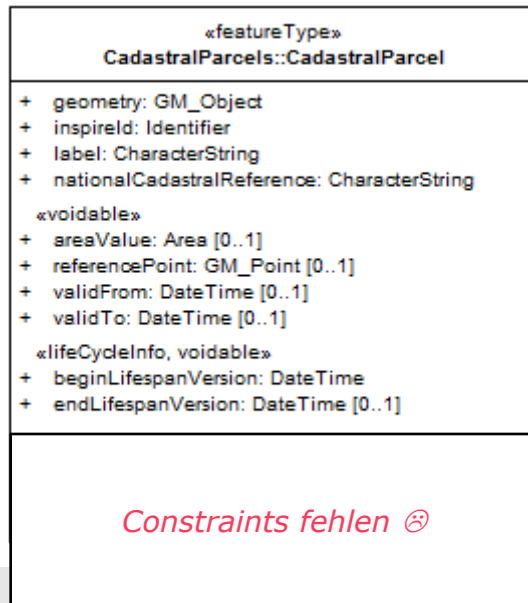 «featureType»
CadastralParcels::CadastralParcel
+ geometry: GM_Object
+ inspireId: Identifier
+ label: CharacterString
+ nationalCadastralReference: CharacterString
«voidable»
+ areaValue: Area [0..1]
+ referencePoint: GM_Point [0..1]
+ validFrom: DateTime [0..1]
+ validTo: DateTime [0..1]
«lifeCycleInfo, voidable»
+ beginLifespanVersion: DateTime
+ endLifespanVersion: DateTime [0..1]
Constraints fehlen ☹